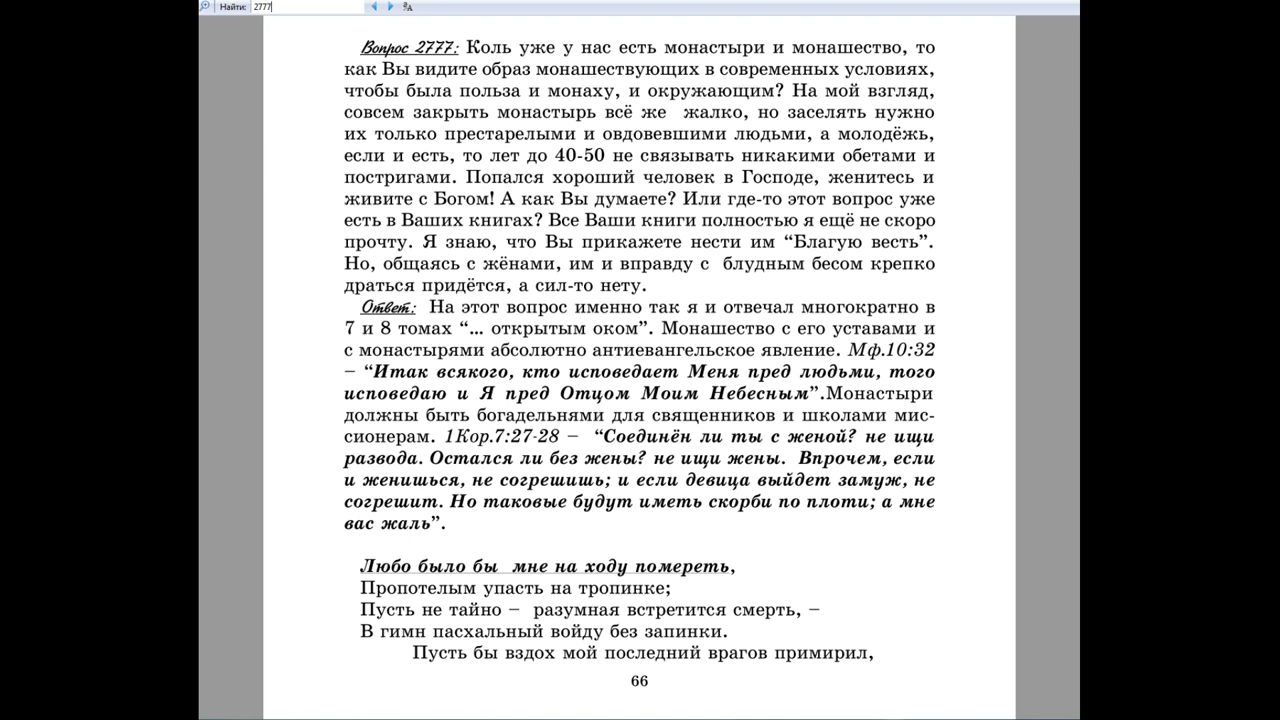 Найти: 2777
Вопрос 2777: Коль уже у нас есть монастыри и монашество, то
как Вы видите образ монашествующих в современных условиях,
чтобы была польза и монаху, и окружающим? На мой взгляд,
совсем закрыть монастырь всё же жалко, но заселять нужно
их только престарелыми и овдовевшими людьми, а молодёжь,
если и есть, то лет до 40-50 не связывать никакими обетами и
постригами. Попался хороший человек в Господе, женитесь и
живите с Богом! А как Вы думаете? Или где-то этот вопрос уже
есть в Ваших книгах? Все Ваши книги полностью я ещё не скоро
прочту. Я знаю, что Вы прикажете нести им “Благую весть”.
Но, общаясь с жёнами, им и вправду с блудным бесом крепко
драться придётся, а сил-то нету.
Ответ: На этот вопрос именно так я и отвечал многократно в
7 и 8 томах “... открытым оком”. Монашество с его уставами и
с монастырями абсолютно антиевангельское явление. Мф.10:32
– “Итак всякого, кто исповедает Меня пред людьми, того
исповедаю и Я пред Отцом Моим Небесным”.Монастыри
должны быть богадельнями для священников и школами мис-
сионерам. 1Кор.7:27-28 – “Соединён ли ты с женой? не ищи
развода. Остался ли без жены? не ищи жены. Впрочем, если
и женишься, не согрешишь; и если девица выйдет замуж, не
согрешит. Но таковые будут иметь скорби по плоти; а мне
вас жаль”.
Любо было бы мне на ходу помереть,
Пропотелым упасть на тропинке;
Пусть не тайно – разумная встретится смерть, –
В гимн пасхальный войду без запинки.
Пусть бы вздох мой последний врагов примирил,
66